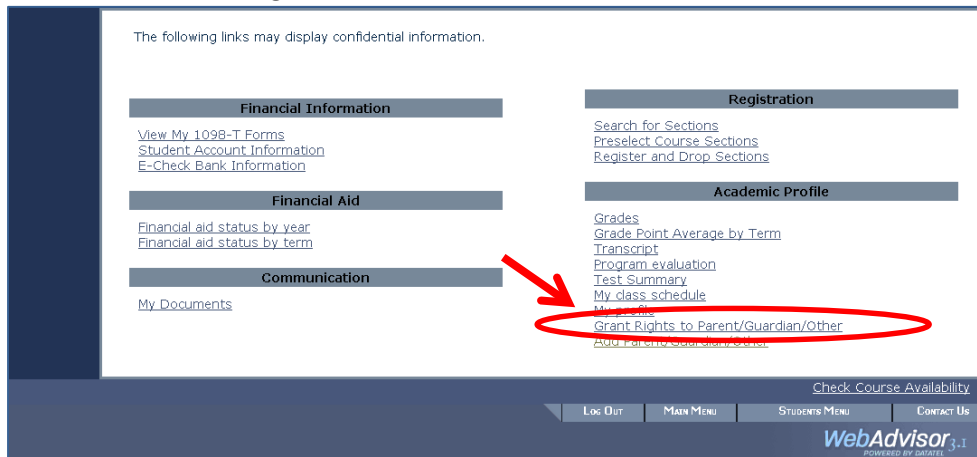 The following links may display confidential information.
Financial Information
View My 1098-T Forms
Student Account Information
E-Check Bank Information
Financial Aid
Financial aid status by year
Financial aid status by term
Communication
My Documents
Registration
Search for Sections
Preselect Course Sections
Register and Drop Sections
Academic Profile
Grades
Grade Point Average by Term
Transcript
Program evaluation
Test Summary
My class schedule
My profile
Grant Rights to Parent/Guardian/Other
Add Parent/Guardian/Other
Check Course Availability
Log Out Main Menu Students Menu Contact Us
WebAdvisor 3.1
POWERED BY DATATEL